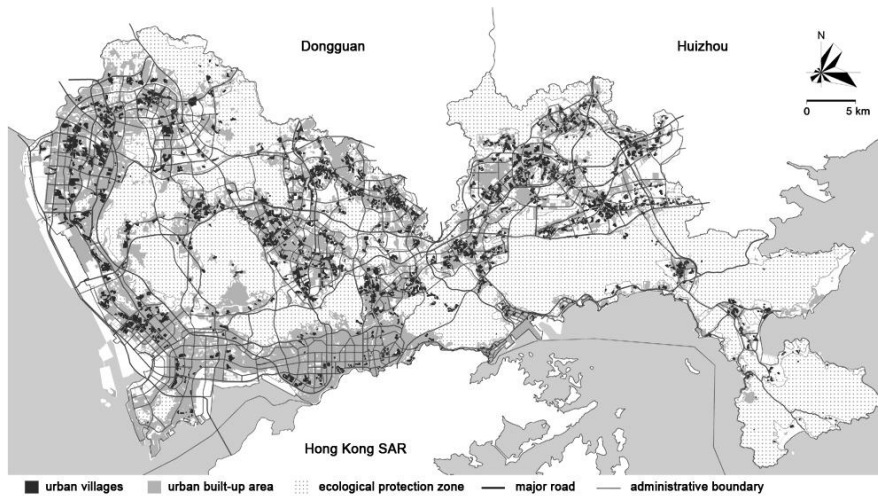 Dongguan
Huizhou
N
0 5 km
Hong Kong SAR
urban villages urban built-up area ecological protection zone major road administrative boundary